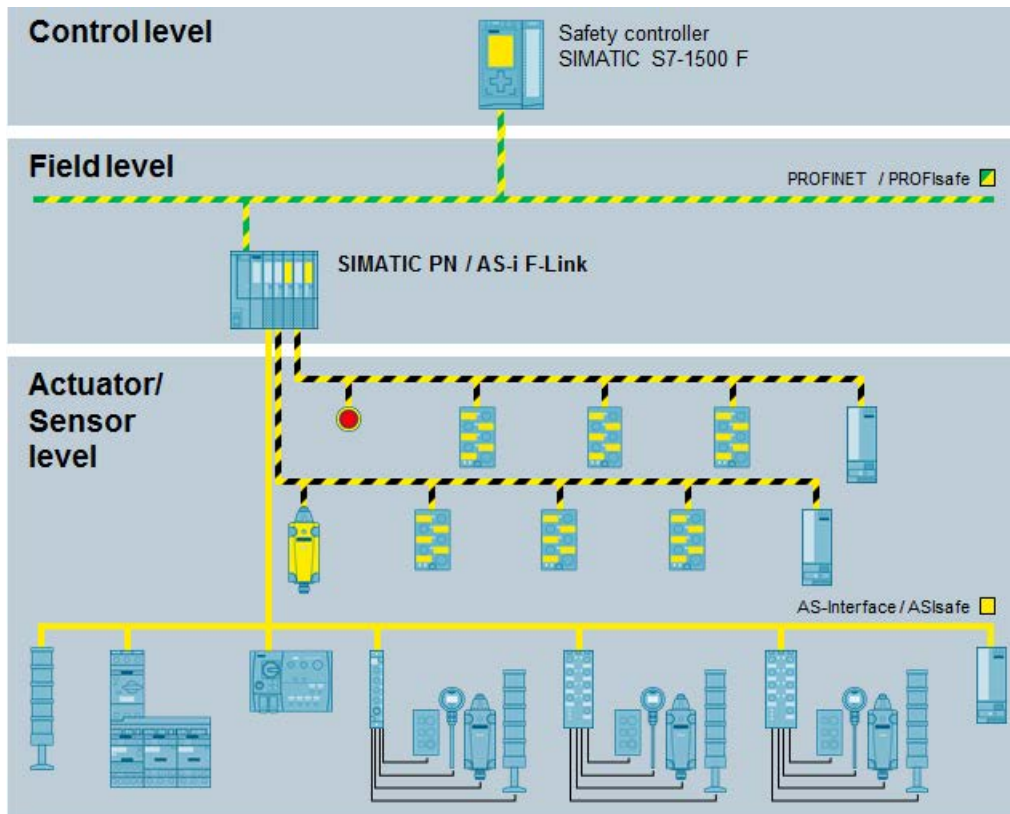 Control level
Safety controller
SIMATIC S7-1500 F
Field level
PROFINET / PROFIsafe
SIMATIC PN / AS-i F-Link
Actuator/
Sensor
level
AS-Interface / ASIsafe